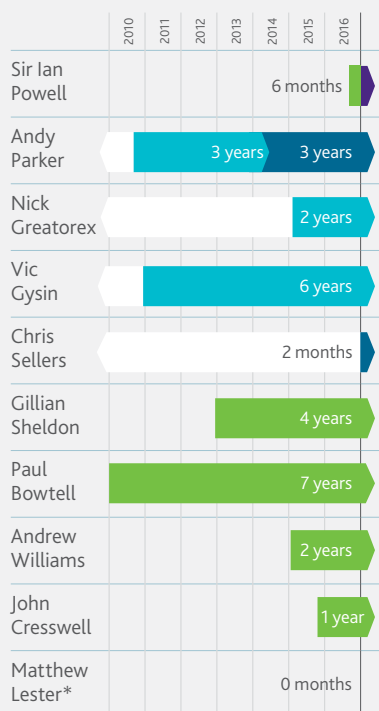 2010 2011 2012 2013 2014 2015 2016
Sir Ian
Powell
6 months
Andy
Parker
3 years 3 years
Nick
Greatorex
2 years
Vic
Gysin
6 years
Chris
Sellers
2 months
Gillian
Sheldon
4 years
Paul
Bowtell
7 years
Andrew
Williams
2 years
John
Cresswell
1 year
Matthew
Lester*
0 months